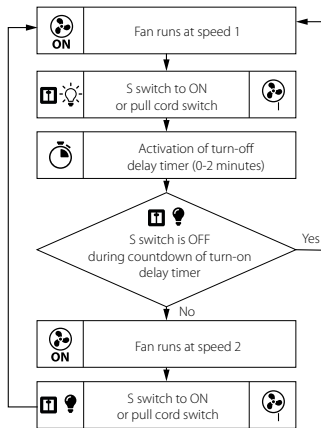 ON
Fan runs at speed 1
S switch to ON
or pull cord switch
Activation of turn-off
delay timer (0-2 minutes)
S switch is OFF
during countdown of turn-on
delay timer
Yes
No
ON
Fan runs at speed 2
S switch to ON
or pull cord switch